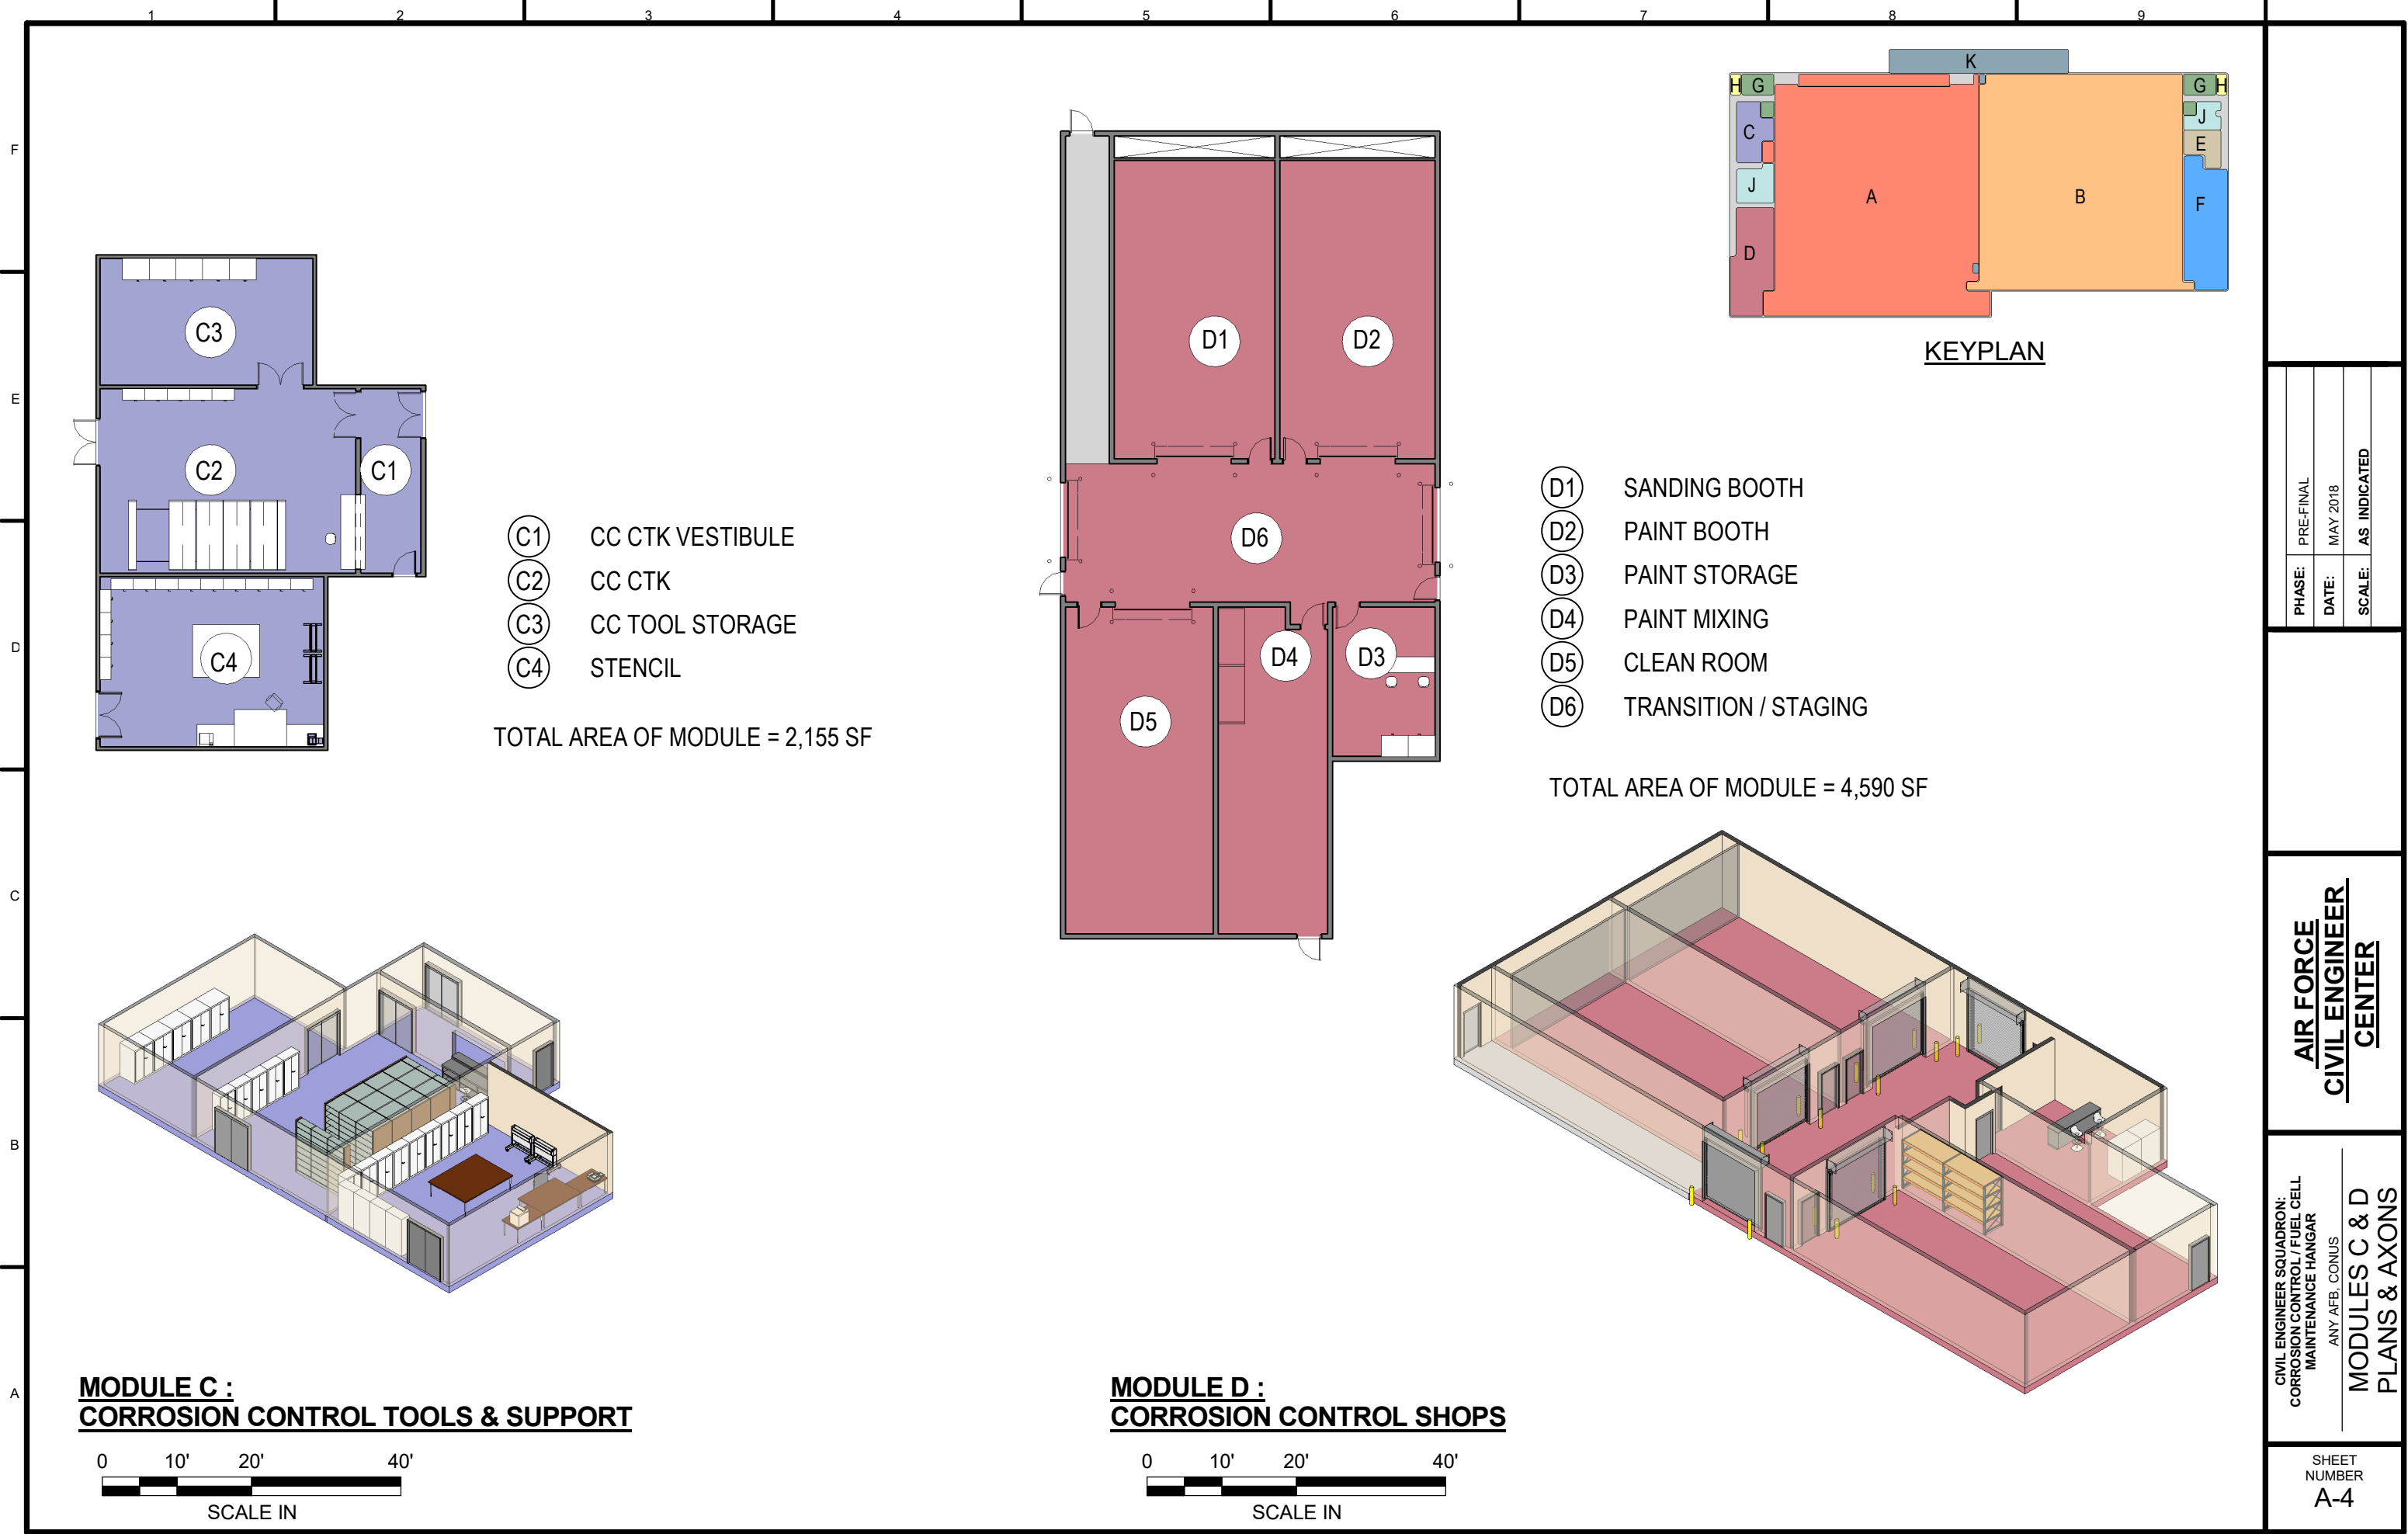 1 2 3 4 5 6 7 8 9
F
E
D
C
B
A
K
H G
G H
C
J
J
E
A
B
F
D
KEYPLAN
C3
C2
C1
C4
C1 CC CTK VESTIBULE
C2 CC CTK
C3 CC TOOL STORAGE
C4 STENCIL
TOTAL AREA OF MODULE = 2,155 SF
D1
D2
D6
D4
D3
D5
D1 SANDING BOOTH
D2 PAINT BOOTH
D3 PAINT STORAGE
D4 PAINT MIXING
D5 CLEAN ROOM
D6 TRANSITION / STAGING
TOTAL AREA OF MODULE = 4,590 SF
MODULE C :
CORROSION CONTROL TOOLS & SUPPORT
0 10' 20' 40'
SCALE IN
MODULE D :
CORROSION CONTROL SHOPS
0 10' 20' 40'
SCALE IN
PHASE: PRE-FINAL
DATE: MAY 2018
SCALE: AS INDICATED
AIR FORCE
CIVIL ENGINEER
CENTER
CIVIL ENGINEER SQUADRON:
CORROSION CONTROL / FUEL CELL
MAINTENANCE HANGAR
ANY AFB, CONUS
MODULES C & D
PLANS & AXONS
SHEET
NUMBER
A-4